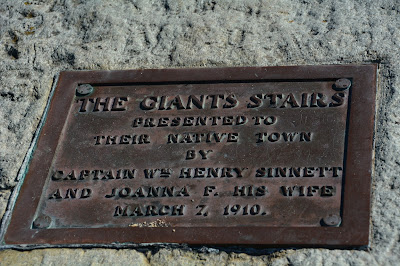 THE GIANTS STAIRS
PRESENTED TO
THEIR NATIVE TOWN
BY
CAPTAIN WM HENRY SINNETT
AND JOANNA F. HIS WIFE
MARCH 7, 1910.